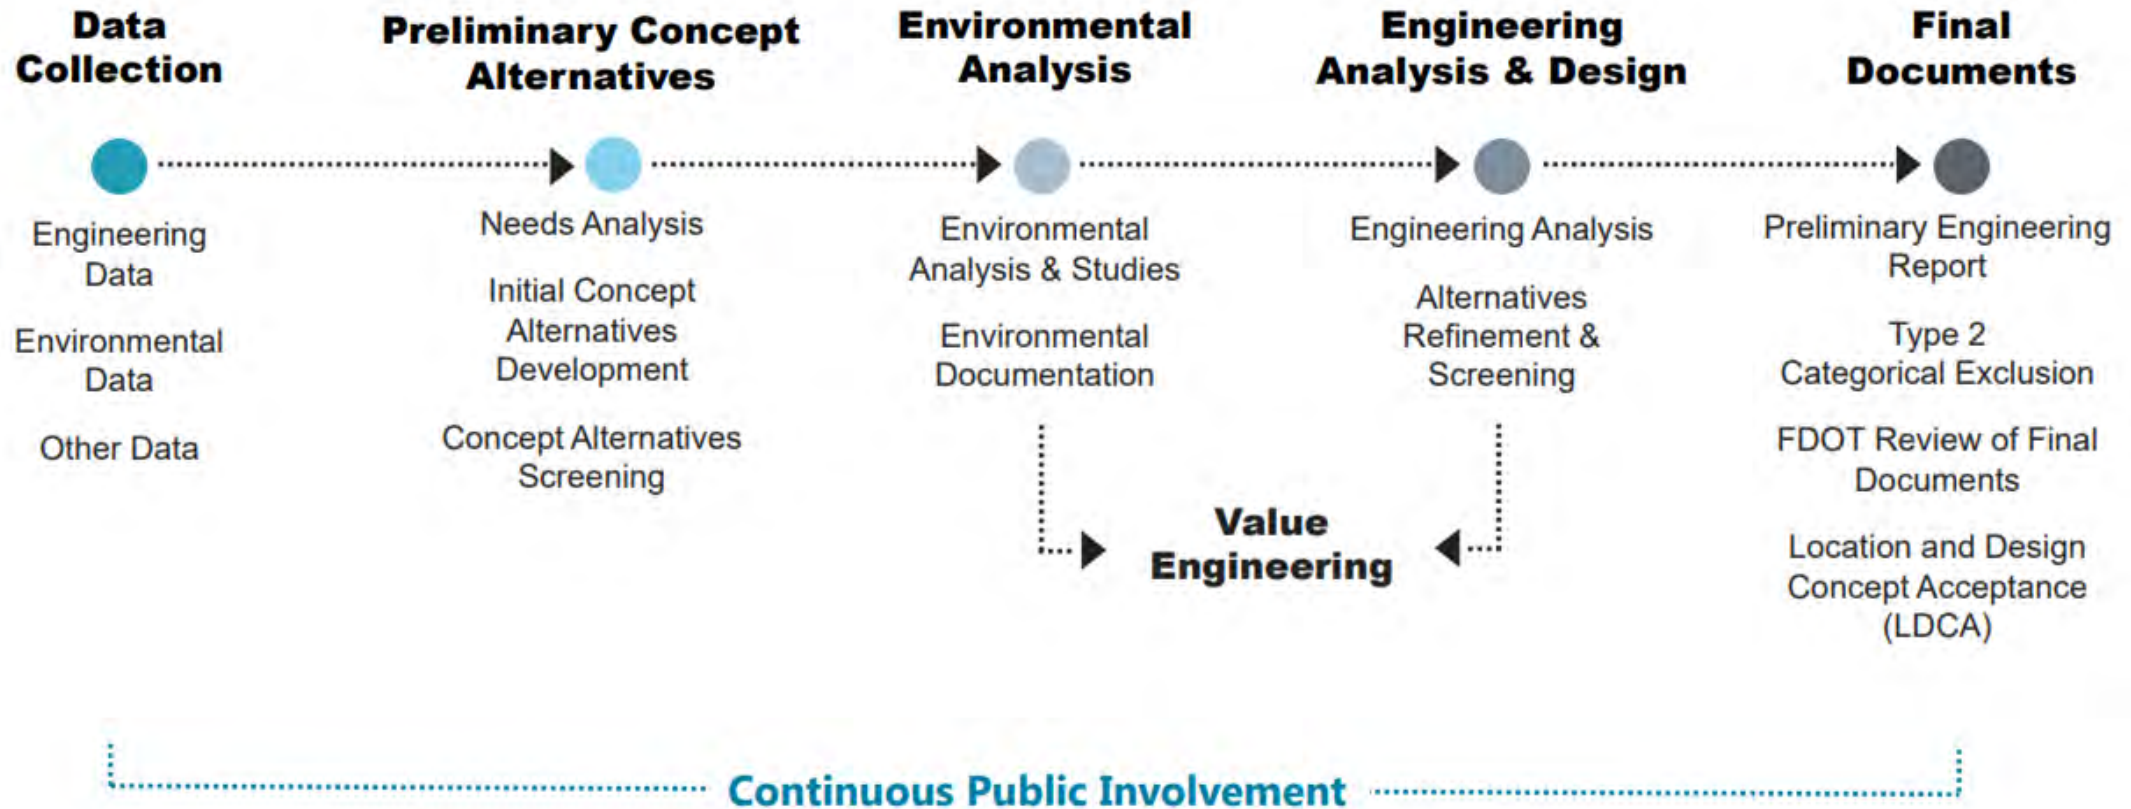 Data
Collection
Preliminary Concept
Alternatives
Environmental
Analysis
Engineering
Analysis & Design
Final
Documents
Engineering
Data
Environmental
Data
Other Data
Needs Analysis
Initial Concept
Alternatives
Development
Concept Alternatives
Screening
Environmental
Analysis & Studies
Environmental
Documentation
Engineering Analysis
Alternatives
Refinement &
Screening
Value
Engineering
Preliminary Engineering
Report
Type 2
Categorical Exclusion
FDOT Review of Final
Documents
Location and Design
Concept Acceptance
(LDCA)
Continuous Public Involvement